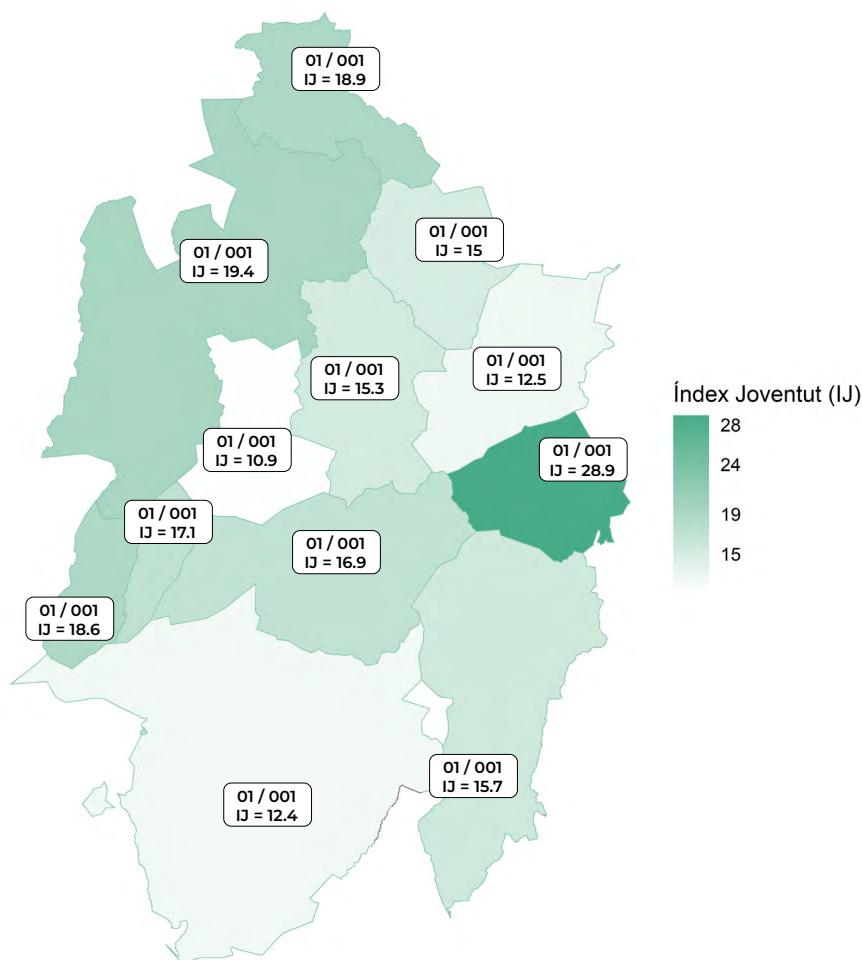 01 / 001
IJ = 18.9
01 / 001
IJ = 15
01 / 001
IJ = 19.4
01 / 001
IJ = 12.5
01 / 001
IJ = 15.3
Índex Joventut (IJ)
28
24
19
15
01 / 001
IJ = 10.9
01 / 001
IJ = 28.9
01 / 001
IJ = 17.1
01 / 001
IJ = 16.9
01 / 001
IJ = 18.6
01 / 001
IJ = 15.7
01 / 001
IJ = 12.4